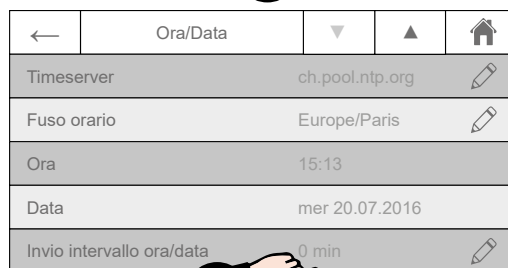 Ora/Data
Timeserver ch.pool.ntp.org
Fuso orario Europe/Paris
Ora 15:13
Data mer 20.07.2016
Invio intervallo ora/data 0 min